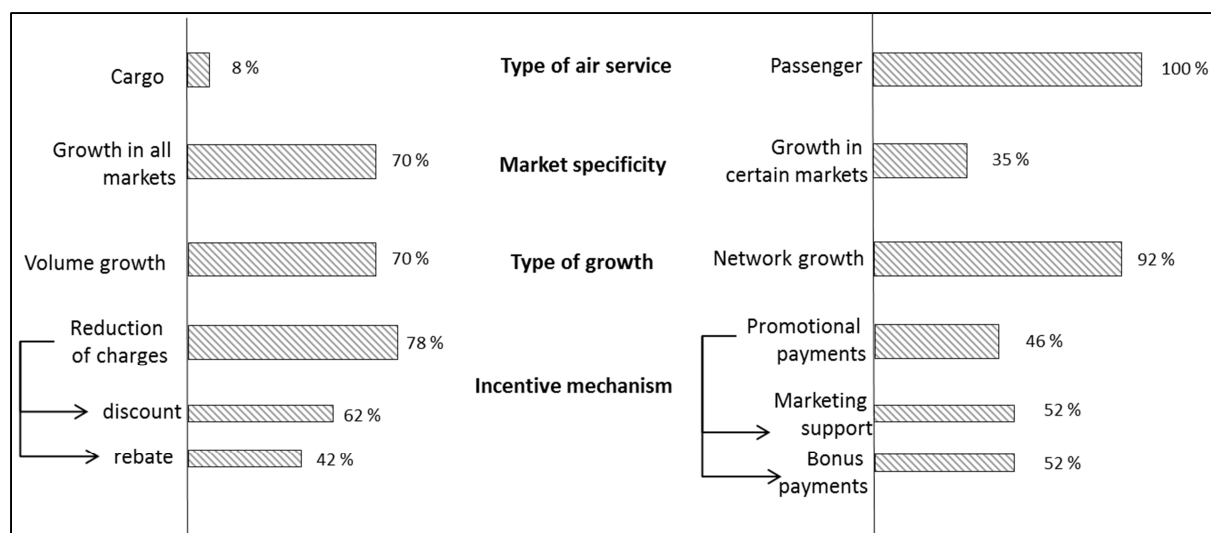 Cargo
8 %
Type of air service
Passenger
100 %
Growth in all
markets
70 %
Market specificity
Growth in
certain markets
35 %
Volume growth
70 %
Type of growth
Network growth
92 %
Reduction
of charges
78 %
Incentive mechanism
Promotional
payments
46 %
discount
62 %
Marketing
support
52 %
rebate
42 %
Bonus
payments
52 %